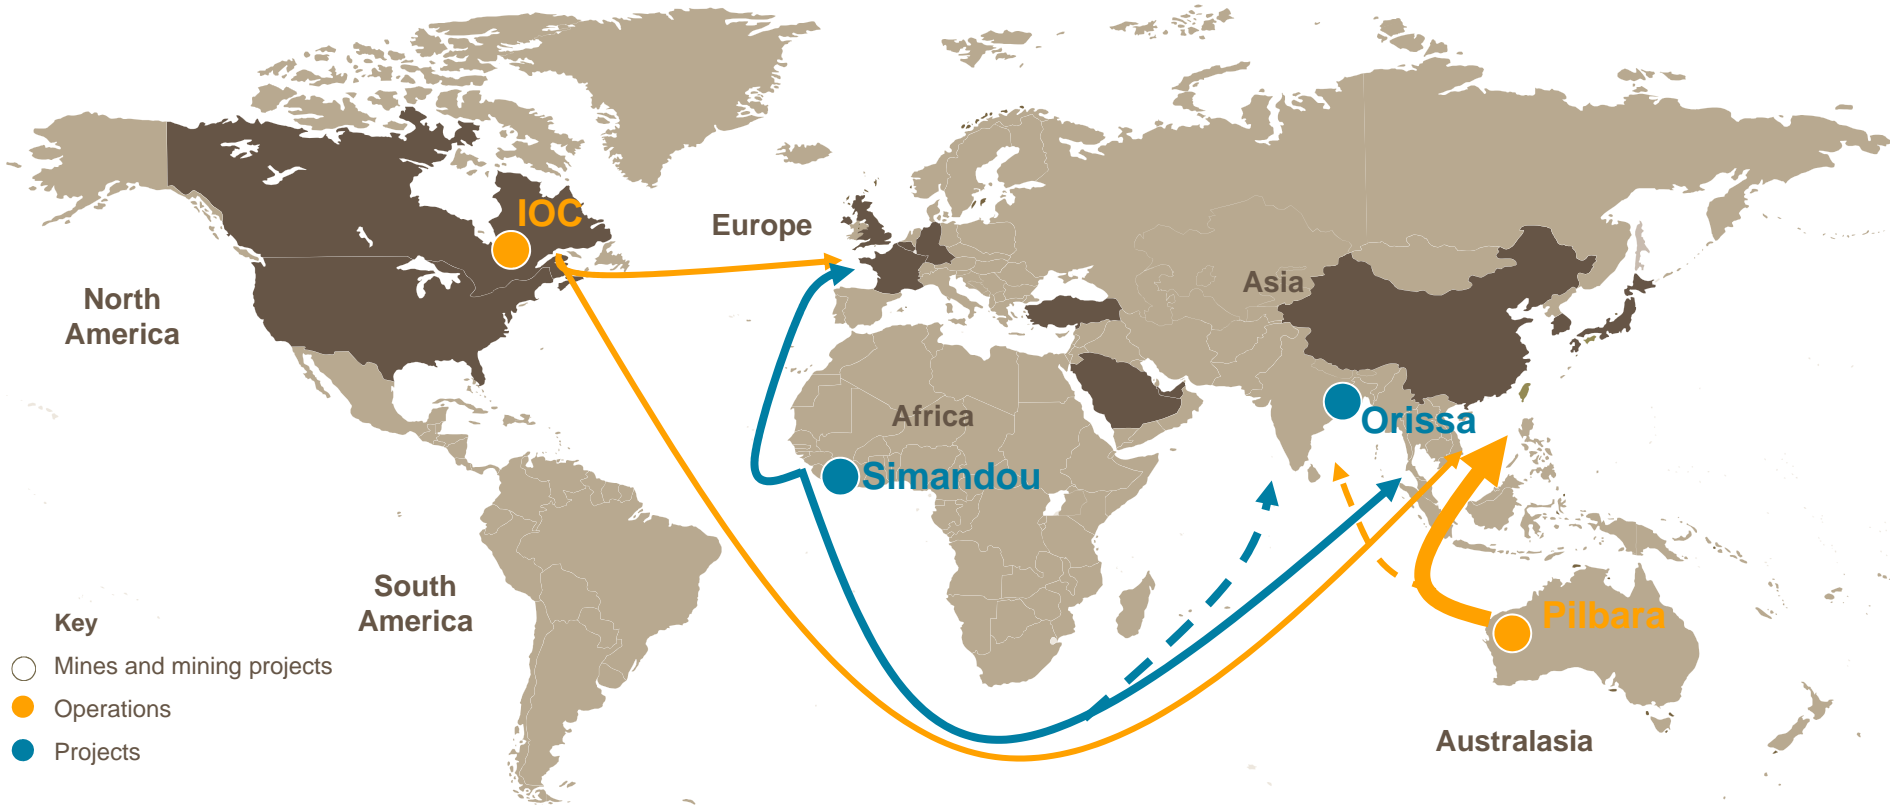 IOC
Europe
North
America
Asia
Africa
Orissa
Simandou
South
America
Pilbara
Australasia
Key
Mines and mining projects
Operations
Projects